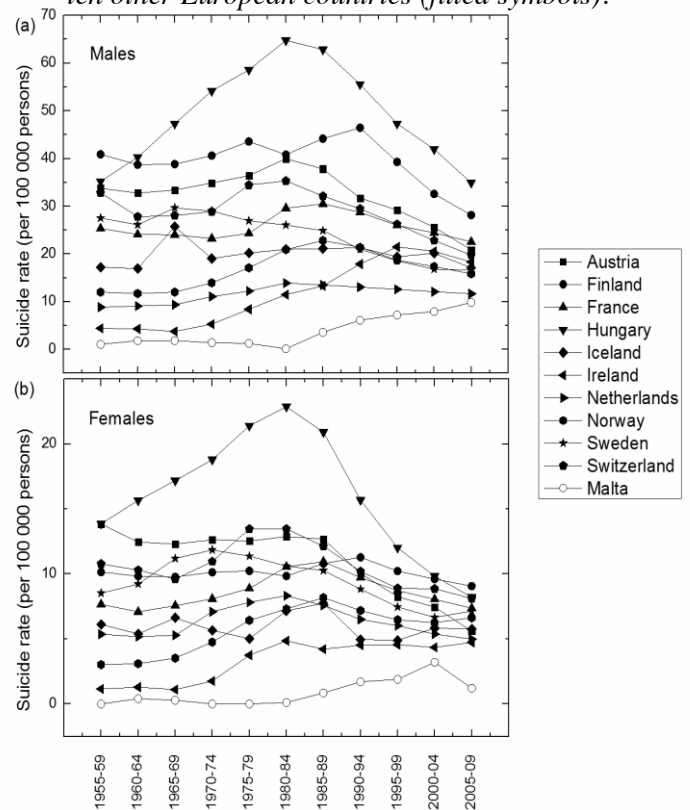 ten other European countries (filled symbols).
(a)
Males
Suicide rate (per 100 000 persons)
70
60
50
40
30
20
10
0
Austria
Finland
France
Hungary
Iceland
Ireland
Netherlands
Norway
Sweden
Switzerland
Malta
(b)
Females
Suicide rate (per 100 000 persons)
20
10
0
1955-59
1960-64
1965-69
1970-74
1975-79
1980-84
1985-89
1990-94
1995-99
2000-04
2005-09